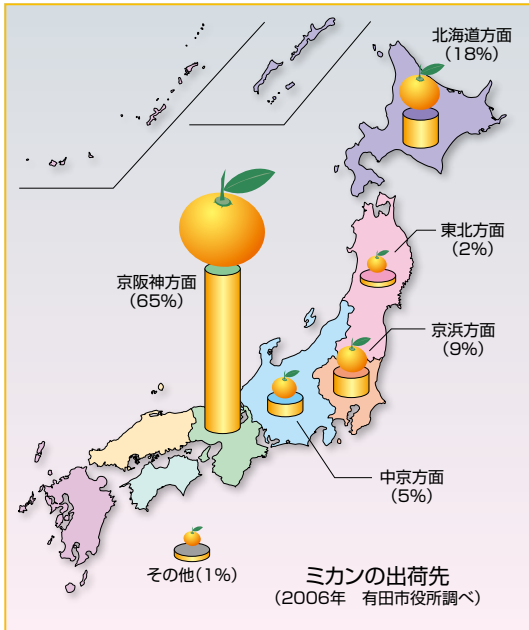 北海道方面
(18%)
東北方面
(2%)
京阪神方面
(65%)
京浜方面
(9%)
中京方面
(5%)
その他(1%)
ミカンの出荷先
(2006年　有田市役所調べ)